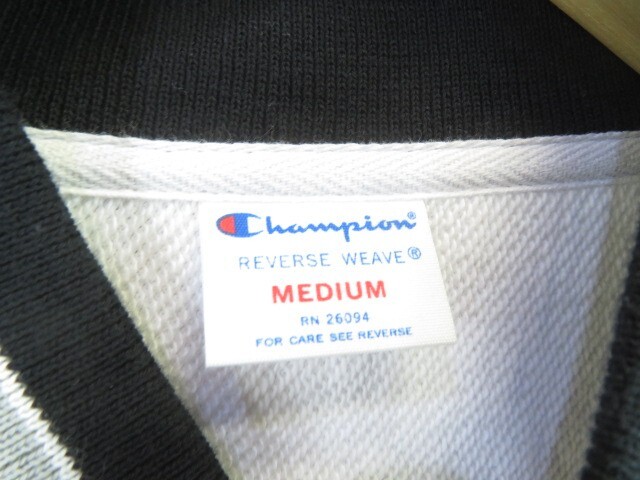 Champion®
REVERSE WEAVE®
MEDIUM
RN 26094
FOR CARE SEE REVERSE